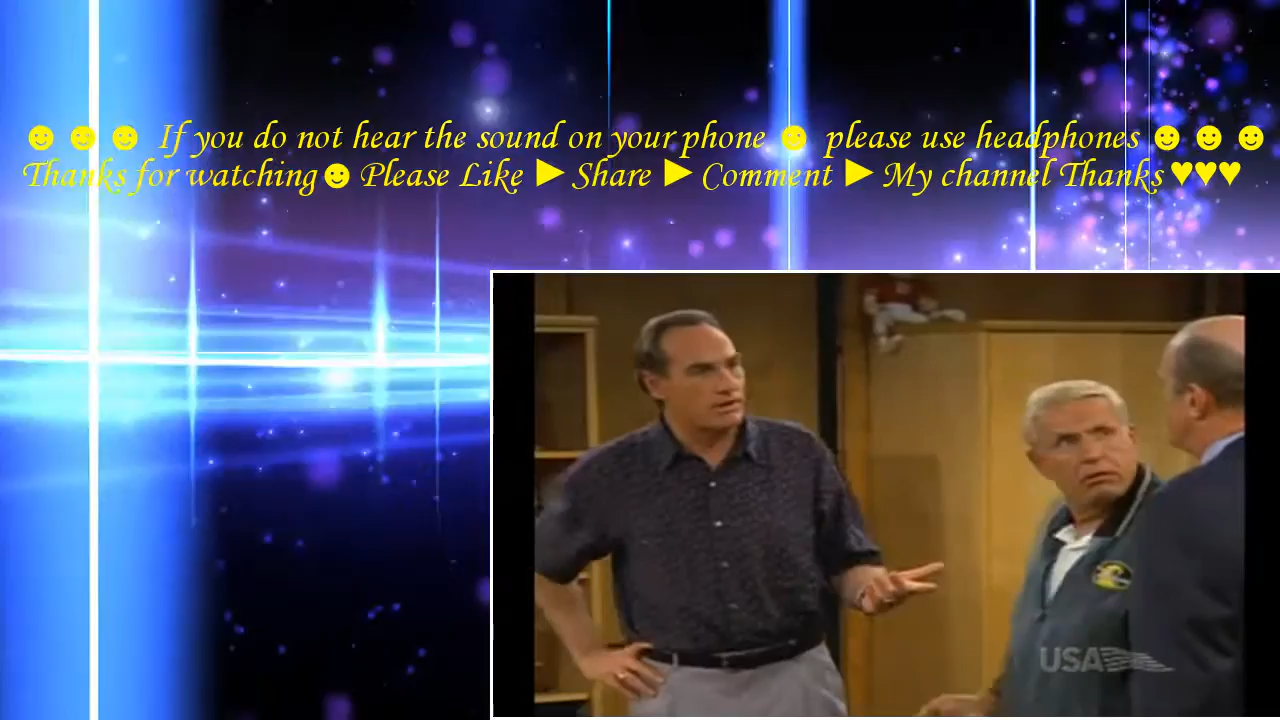 ☻ ☻ ☻ If you do not hear the sound on your phone ☻ please use headphones ☻ ☻ ☻
Thanks for watching☻ Please Like ► Share ► Comment ► My channel Thanks ♥♥♥
USA